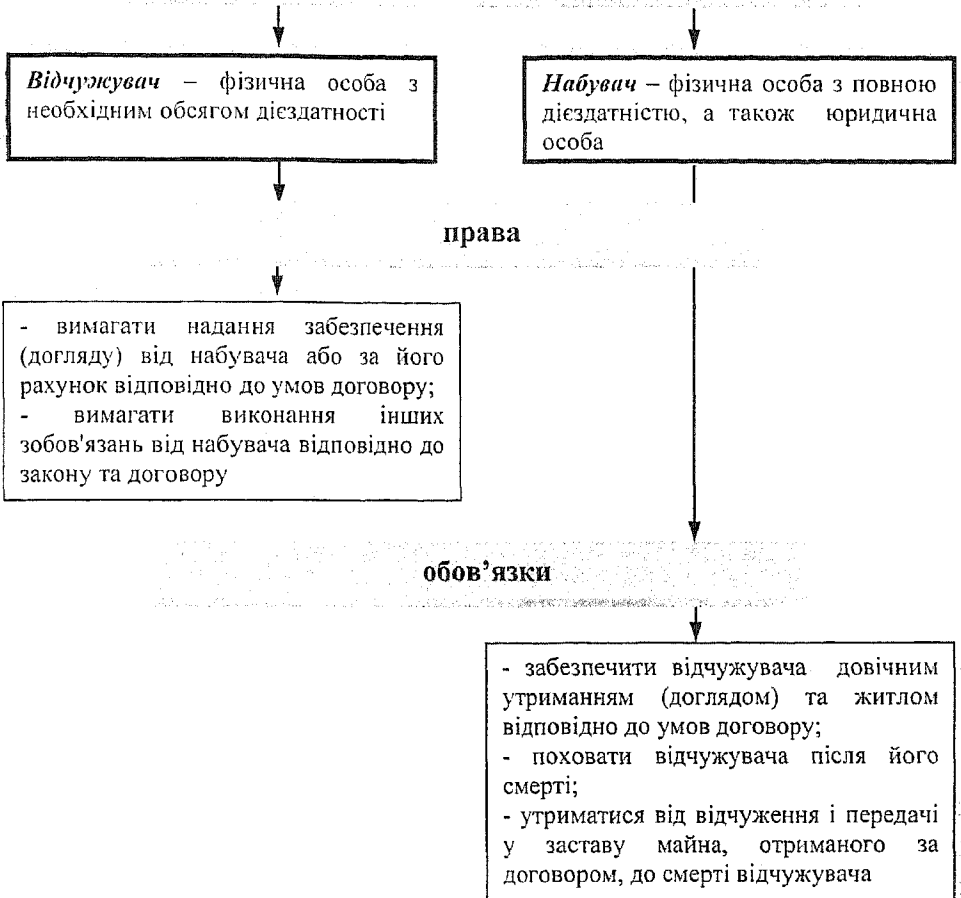 Відчужувач – фізична особа з
необхідним обсягом дієздатності
Набувач – фізична особа з повною
дієздатністю, а також юридична
особа
права
- вимагати надання забезпечення
(догляду) від набувача або за його
рахунок відповідно до умов договору;
- вимагати виконання інших
зобов'язань від набувача відповідно до
закону та договору
обов’язки
- забезпечити відчужувача довічним
утриманням (доглядом) та житлом
відповідно до умов договору;
- поховати відчужувача після його
смерті;
- утриматися від відчуження і передачі
у заставу майна, отриманого за
договором, до смерті відчужувача